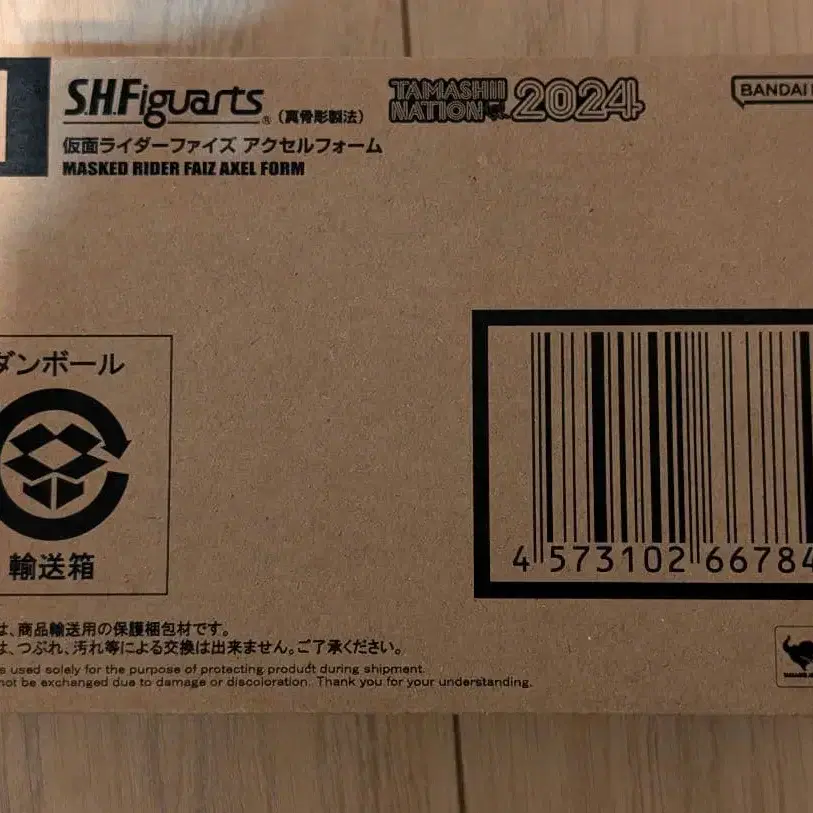 S.H.Figuarts® (真骨彫製法)
TAMASHII NATION 2024
BANDAI
仮面ライダーファイズ アクセルフォーム
MASKED RIDER FAIZ AXEL FORM
ダンボール
輸送箱
4 573102 66784
は、商品輸送用の保護梱包材です。
は、つぶれ、汚れ等による交換は出来ません。ご了承ください。
s used solely for the purpose of protecting product during shipment.
not be exchanged due to damage or discoloration. Thank you for your understanding.